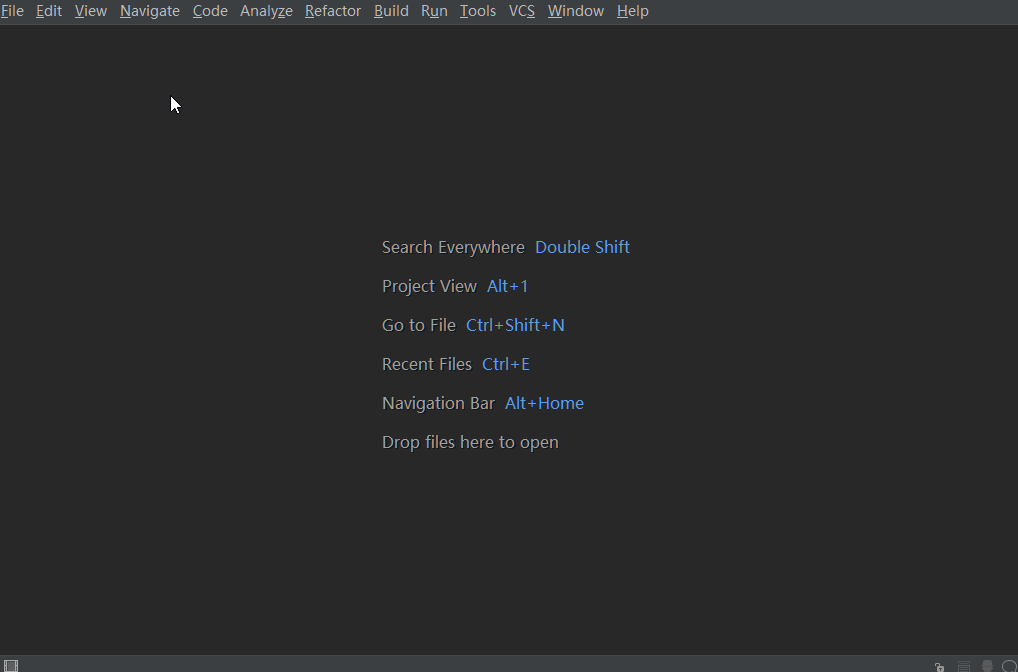 File Edit View Navigate Code Analyze Refactor Build Run Tools VCS Window Help
Search Everywhere Double Shift
Project View Alt+1
Go to File Ctrl+Shift+N
Recent Files Ctrl+E
Navigation Bar Alt+Home
Drop files here to open